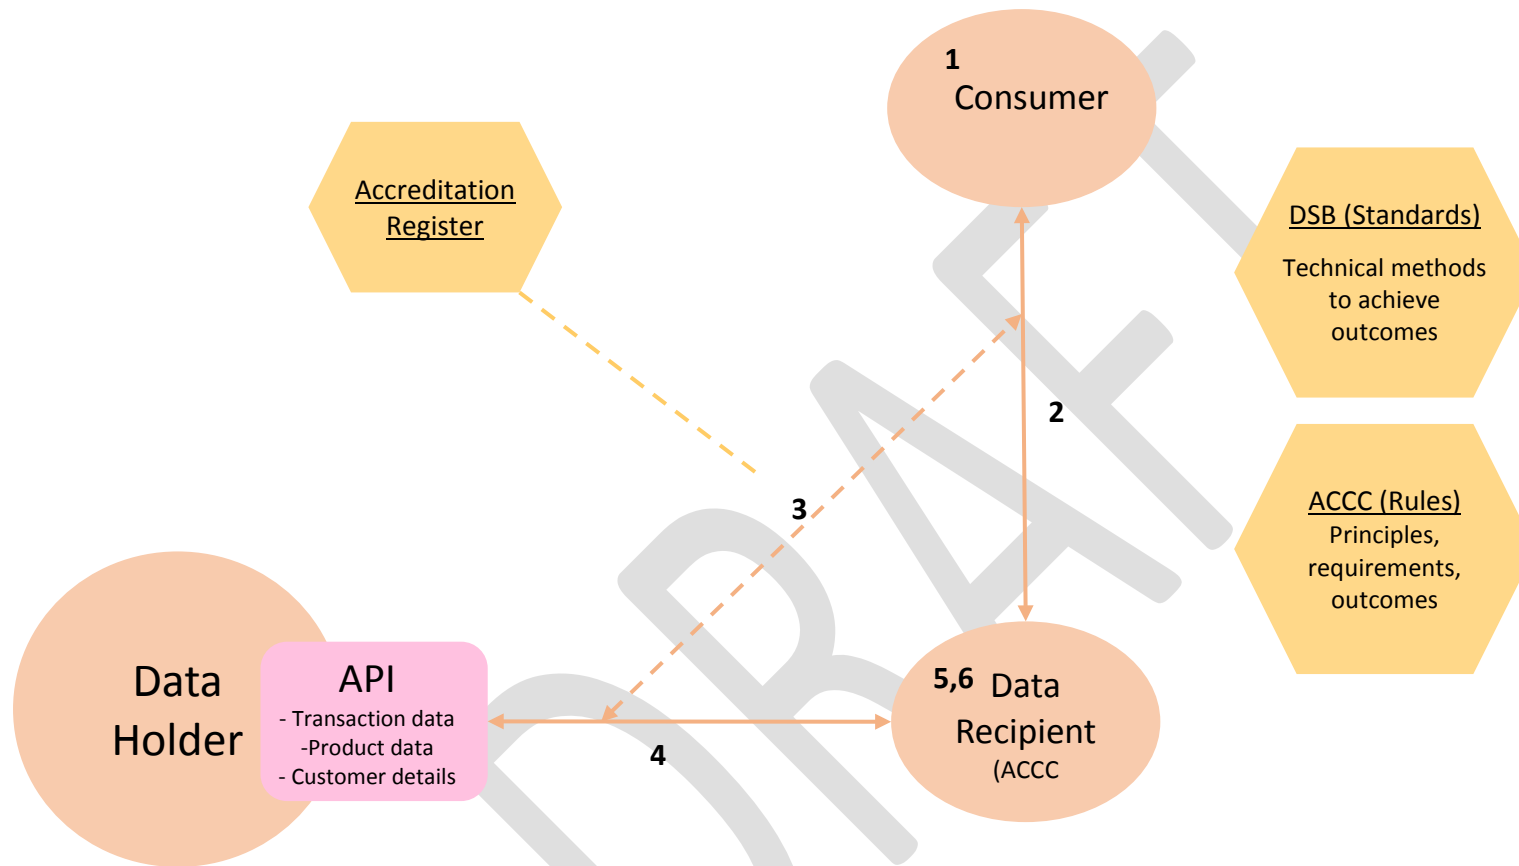 1
Consumer
Accreditation
Register
DSB (Standards)
Technical methods
to achieve
outcomes
2
3
ACCC (Rules)
Principles,
requirements,
outcomes
Data
Holder
API
- Transaction data
-Product data
- Customer details
4
5,6 Data
Recipient
(ACCC
DRAFT